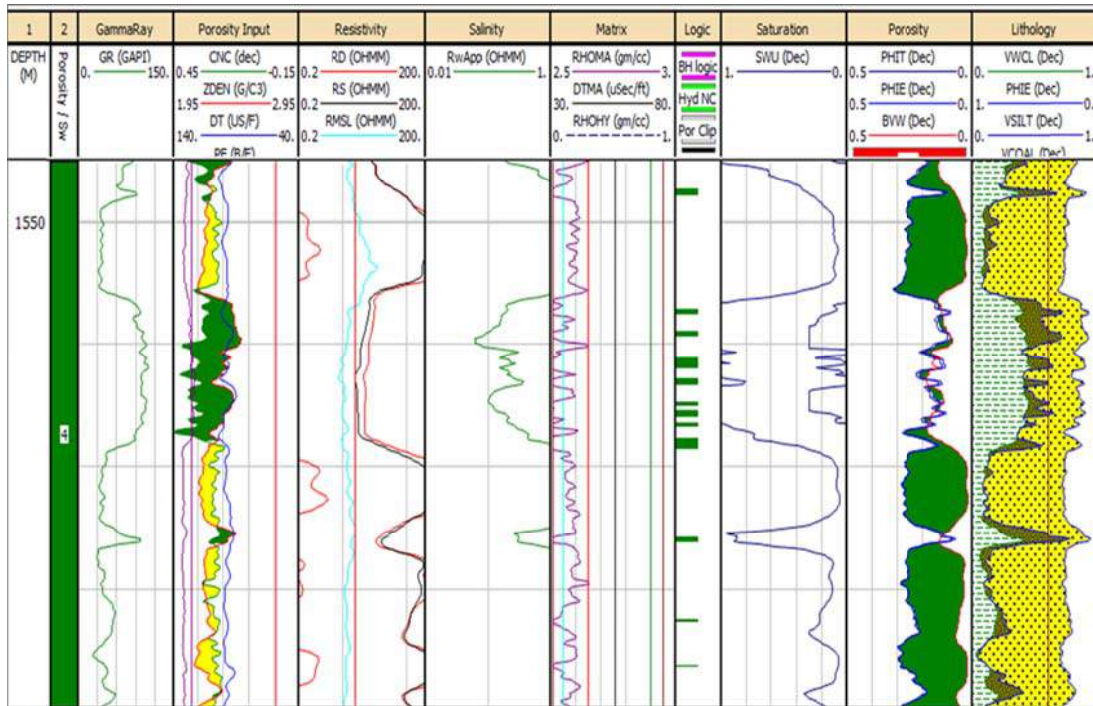 1 2 GammaRay Porosity Input Resistivity Salinity Matrix Logic Saturation Porosity Lithology
DEPTH
(M)
Porosity / Sw
GR (GAPI)
0. 150.
CNC (dec)
0.45 -0.15
ZDEN (G/C3)
1.95 2.95
DT (US/F)
140. 40.
PE (B/E)
RD (OHMM)
0.2 200.
RS (OHMM)
0.2 200.
RMSL (OHMM)
0.2 200.
RwApp (OHMM)
0.01 1.
RHOMA (gm/cc)
2.5 3.
DTMA (uSec/ft)
30. 80.
RHOHY (gm/cc)
0. 1.
BH logic
Hyd NC
Por Clip
SWU (Dec)
1. 0.
PHIT (Dec)
0.5 0.
PHIE (Dec)
0.5 0.
BVW (Dec)
0.5 0.
VWCL (Dec)
0. 1.
PHIE (Dec)
1. 0.
VSILT (Dec)
0. 1.
VCOAL (Dec)
1550
4